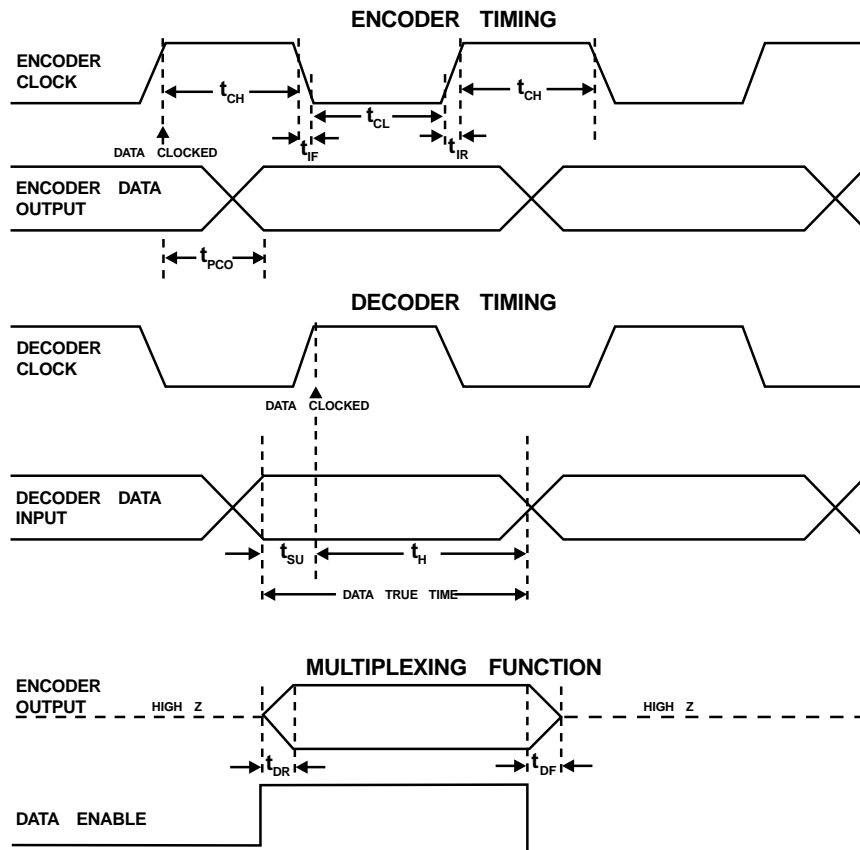 ENCODER TIMING
ENCODER
CLOCK
tCH
tCL
tCH
tIF
tIR
DATA CLOCKED
ENCODER DATA
OUTPUT
tPCO
DECODER TIMING
DECODER
CLOCK
DATA CLOCKED
DECODER DATA
INPUT
tSU
tH
DATA TRUE TIME
MULTIPLEXING FUNCTION
ENCODER
OUTPUT
HIGH Z
HIGH Z
tDR
tDF
DATA ENABLE